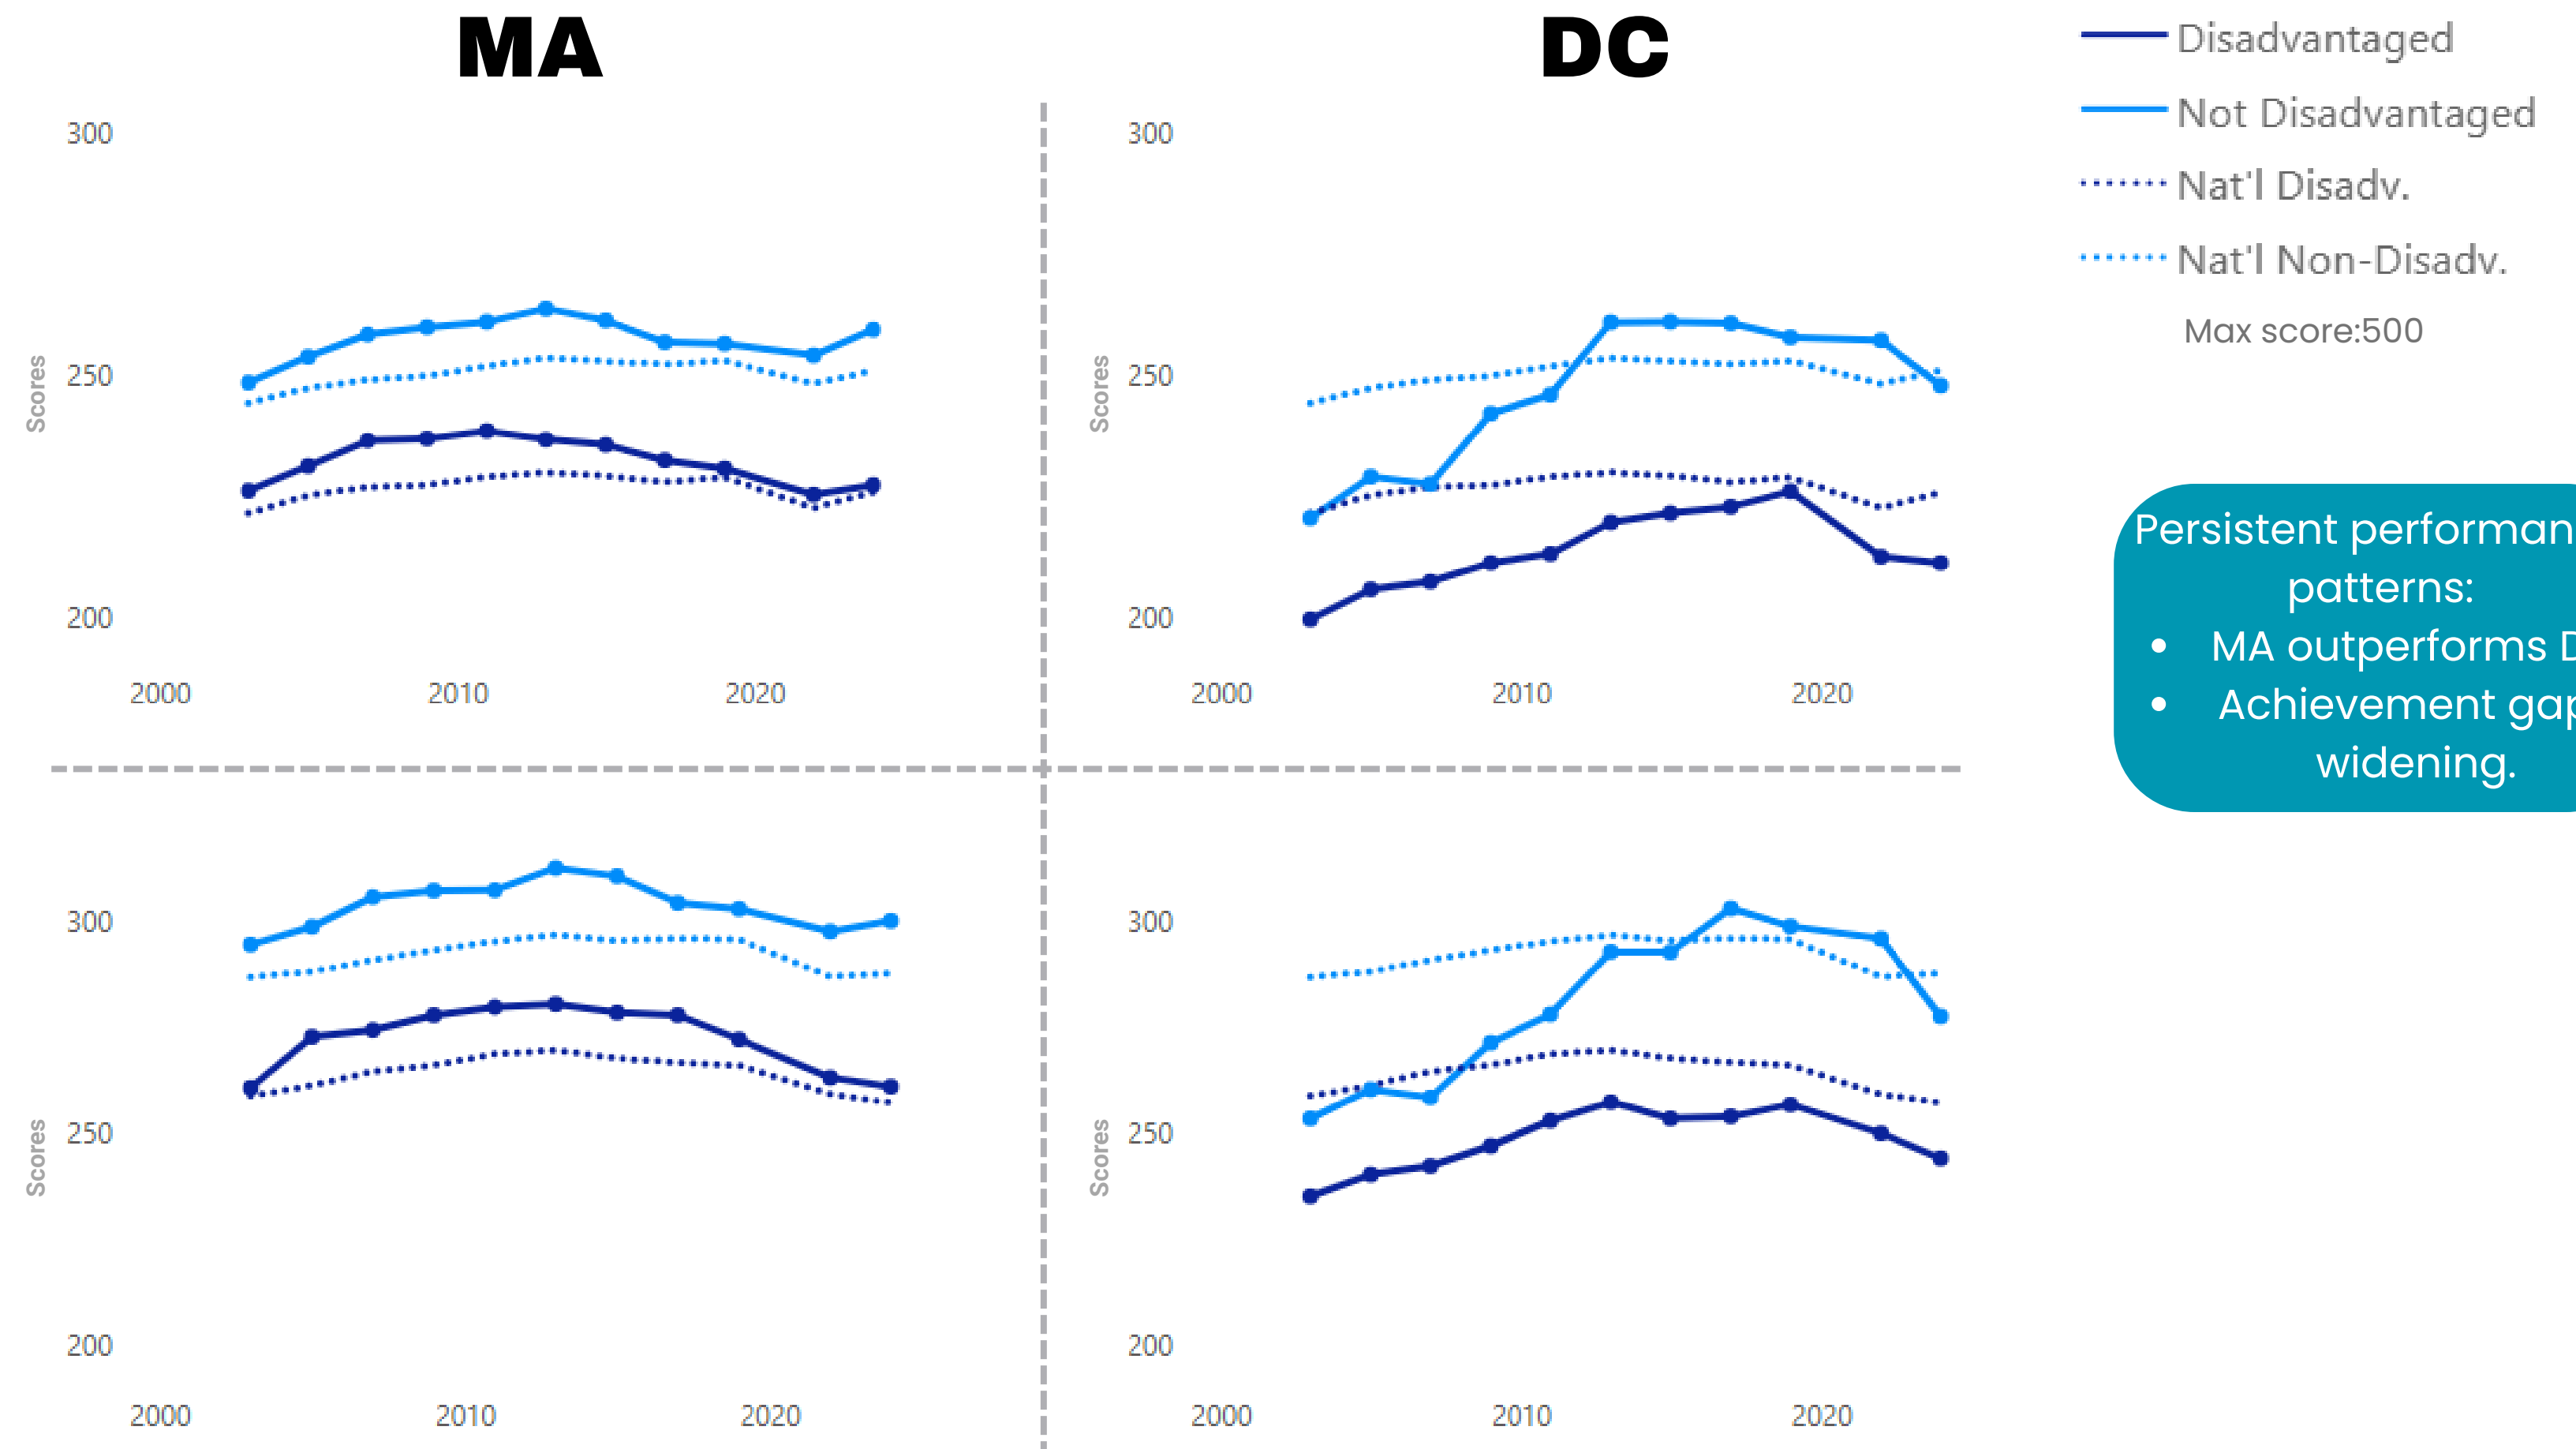 MA
DC
Disadvantaged
Not Disadvantaged
Nat'l Disadv.
Nat'l Non-Disadv.
Max score:500
300
250
200
Scores
2000
2010
2020
300
250
200
Scores
2000
2010
2020
Persistent performan
patterns:
• MA outperforms D
• Achievement gap
widening.
300
250
200
Scores
2000
2010
2020
300
250
200
Scores
2000
2010
2020